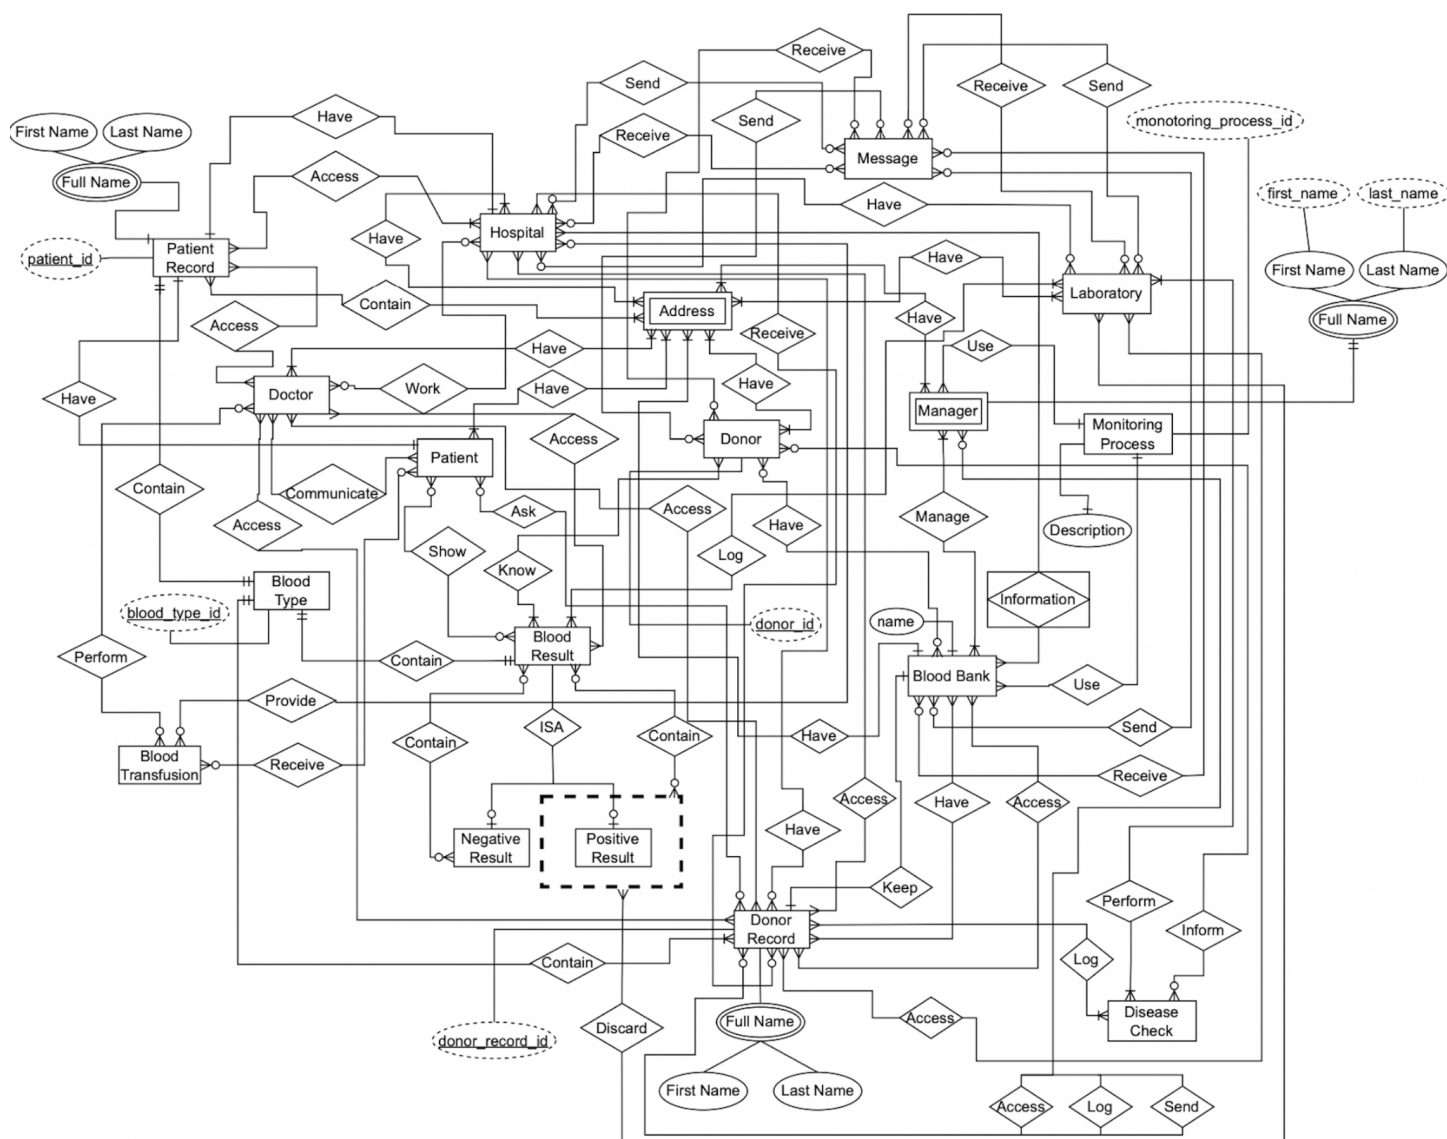 Receive
Send
Receive
Send
Have
Send
monotoring_process_id
First Name
Last Name
Receive
Message
Full Name
Access
Have
first_name
last_name
Have
Hospital
Patient
Record
patient_id
Have
First Name
Last Name
Laboratory
Contain
Address
Have
Full Name
Access
Receive
Have
Use
Have
Have
Work
Have
Have
Doctor
Manager
Monitoring
Process
Access
Donor
Patient
Contain
Communicate
Ask
Access
Have
Manage
Access
Description
Show
Log
Know
Blood
Type
blood_type_id
Information
donor_id
name
Blood
Result
Perform
Contain
Blood Bank
Use
Provide
ISA
Send
Contain
Contain
Have
Blood
Transfusion
Receive
Receive
Access
Have
Access
Negative
Result
Positive
Result
Have
Keep
Perform
Donor
Record
Inform
Contain
Log
Disease
Check
Full Name
Access
Discard
donor_record_id
First Name
Last Name
Access
Log
Send